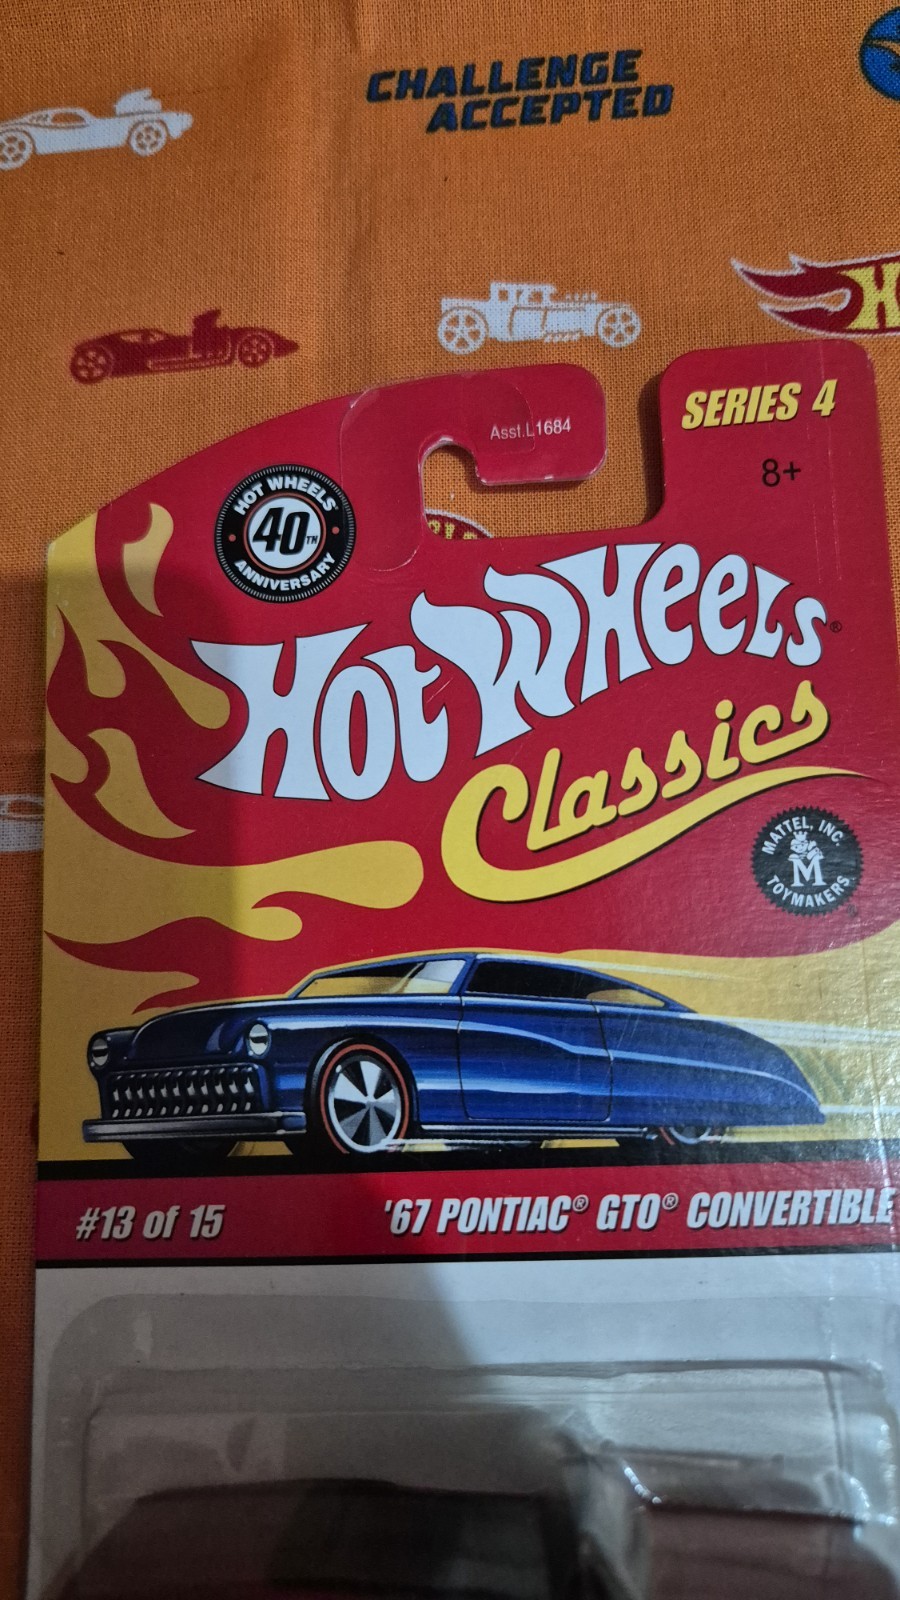 CHALLENGE
ACCEPTED
Asst.L1684
SERIES 4
8+
HOT WHEELS
40TM
ANNIVERSARY
Hot Wheels®
Classics
MATTEL, INC.
M
TOYMAKERS
#13 of 15
'67 PONTIAC® GTO® CONVERTIBLE